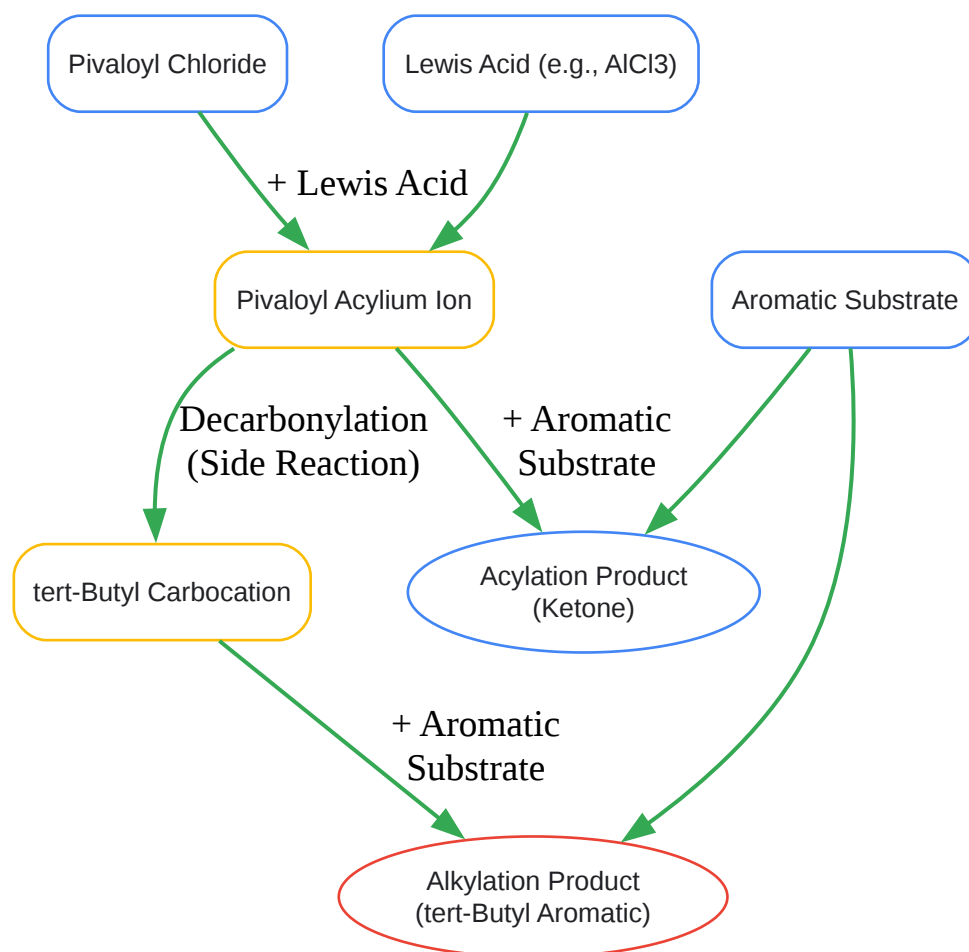 Pivaloyl Chloride
Lewis Acid (e.g., AlCl3)
+ Lewis Acid
Pivaloyl Acylium Ion
Aromatic Substrate
Decarbonylation
(Side Reaction)
+ Aromatic
Substrate
tert-Butyl Carbocation
Acylation Product
(Ketone)
+ Aromatic
Substrate
Alkylation Product
(tert-Butyl Aromatic)